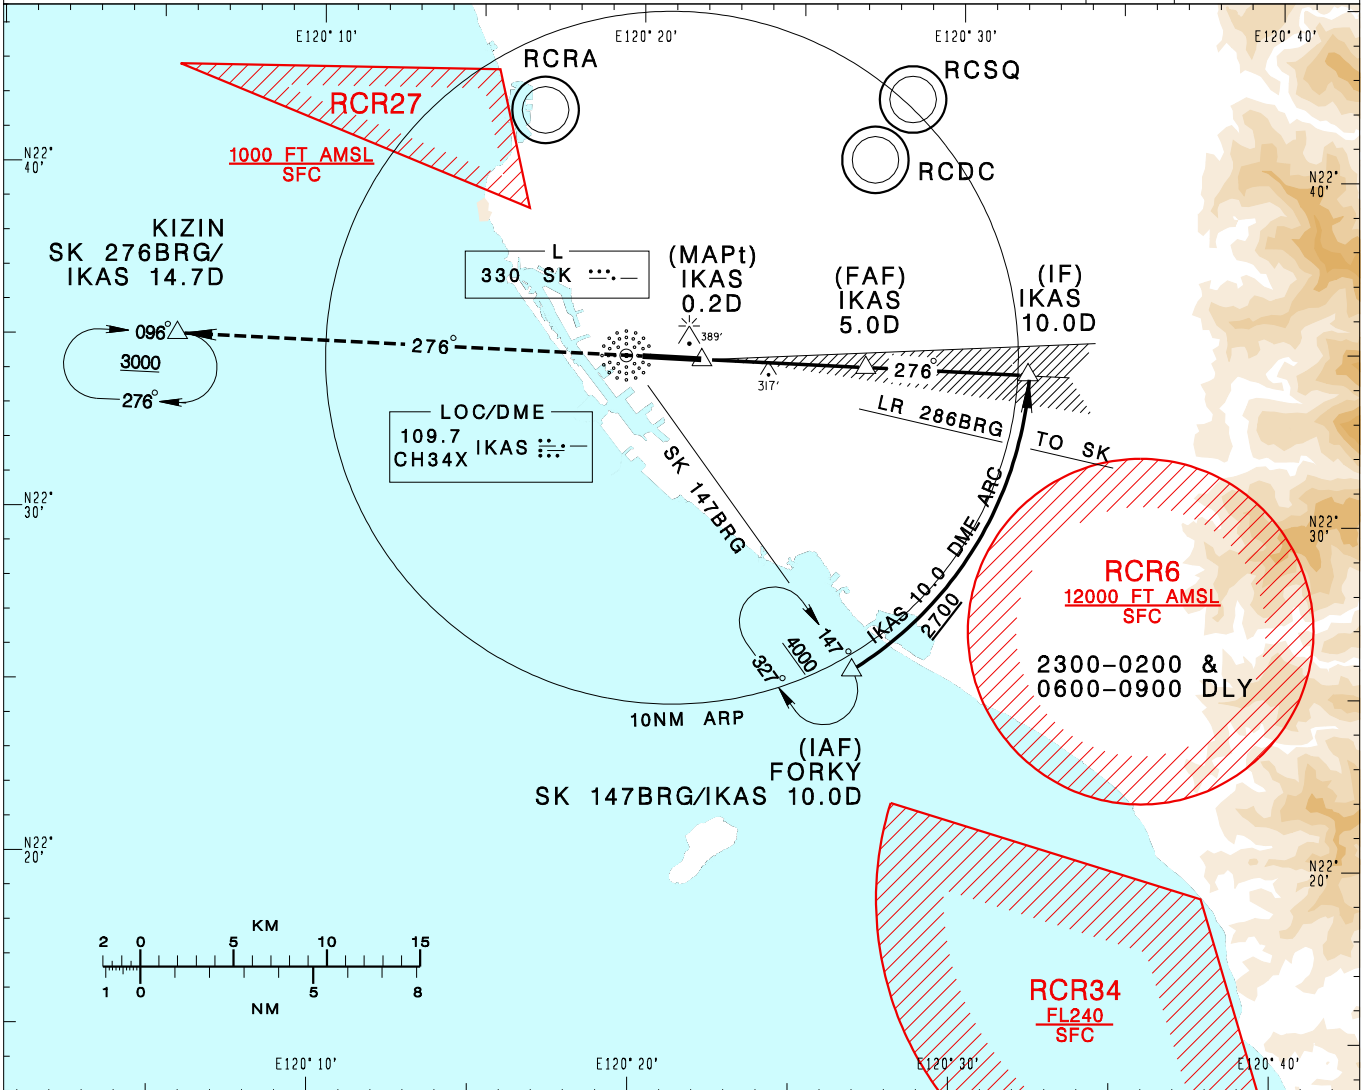 E120° 10'
E120° 20'
E120° 30'
E120° 40'
RCRA
RCSQ
RCDC
RCR27
1000 FT AMSL
SFC
N22°
40'
N22°
40'
KIZIN
SK 276BRG/
IKAS 14.7D
L
330 SK
(MAPt)
IKAS
0.2D
(FAF)
IKAS
5.0D
(IF)
IKAS
10.0D
389'
317'
096°
3000
276°
276°
276°
LOC/DME
109.7
CH34X
IKAS
LR 286BRG
TO SK
SK 147BRG
IKAS 10.0 DME ARC
2700
N22°
30'
N22°
30'
RCR6
12000 FT AMSL
SFC
2300-0200 &
0600-0900 DLY
147°
4000
327°
10NM ARP
(IAF)
FORKY
SK 147BRG/IKAS 10.0D
N22°
20'
N22°
20'
KM
2 0 5 10 15
1 0 5 8
NM
RCR34
FL240
SFC
E120° 10'
E120° 20'
E120° 30'
E120° 40'